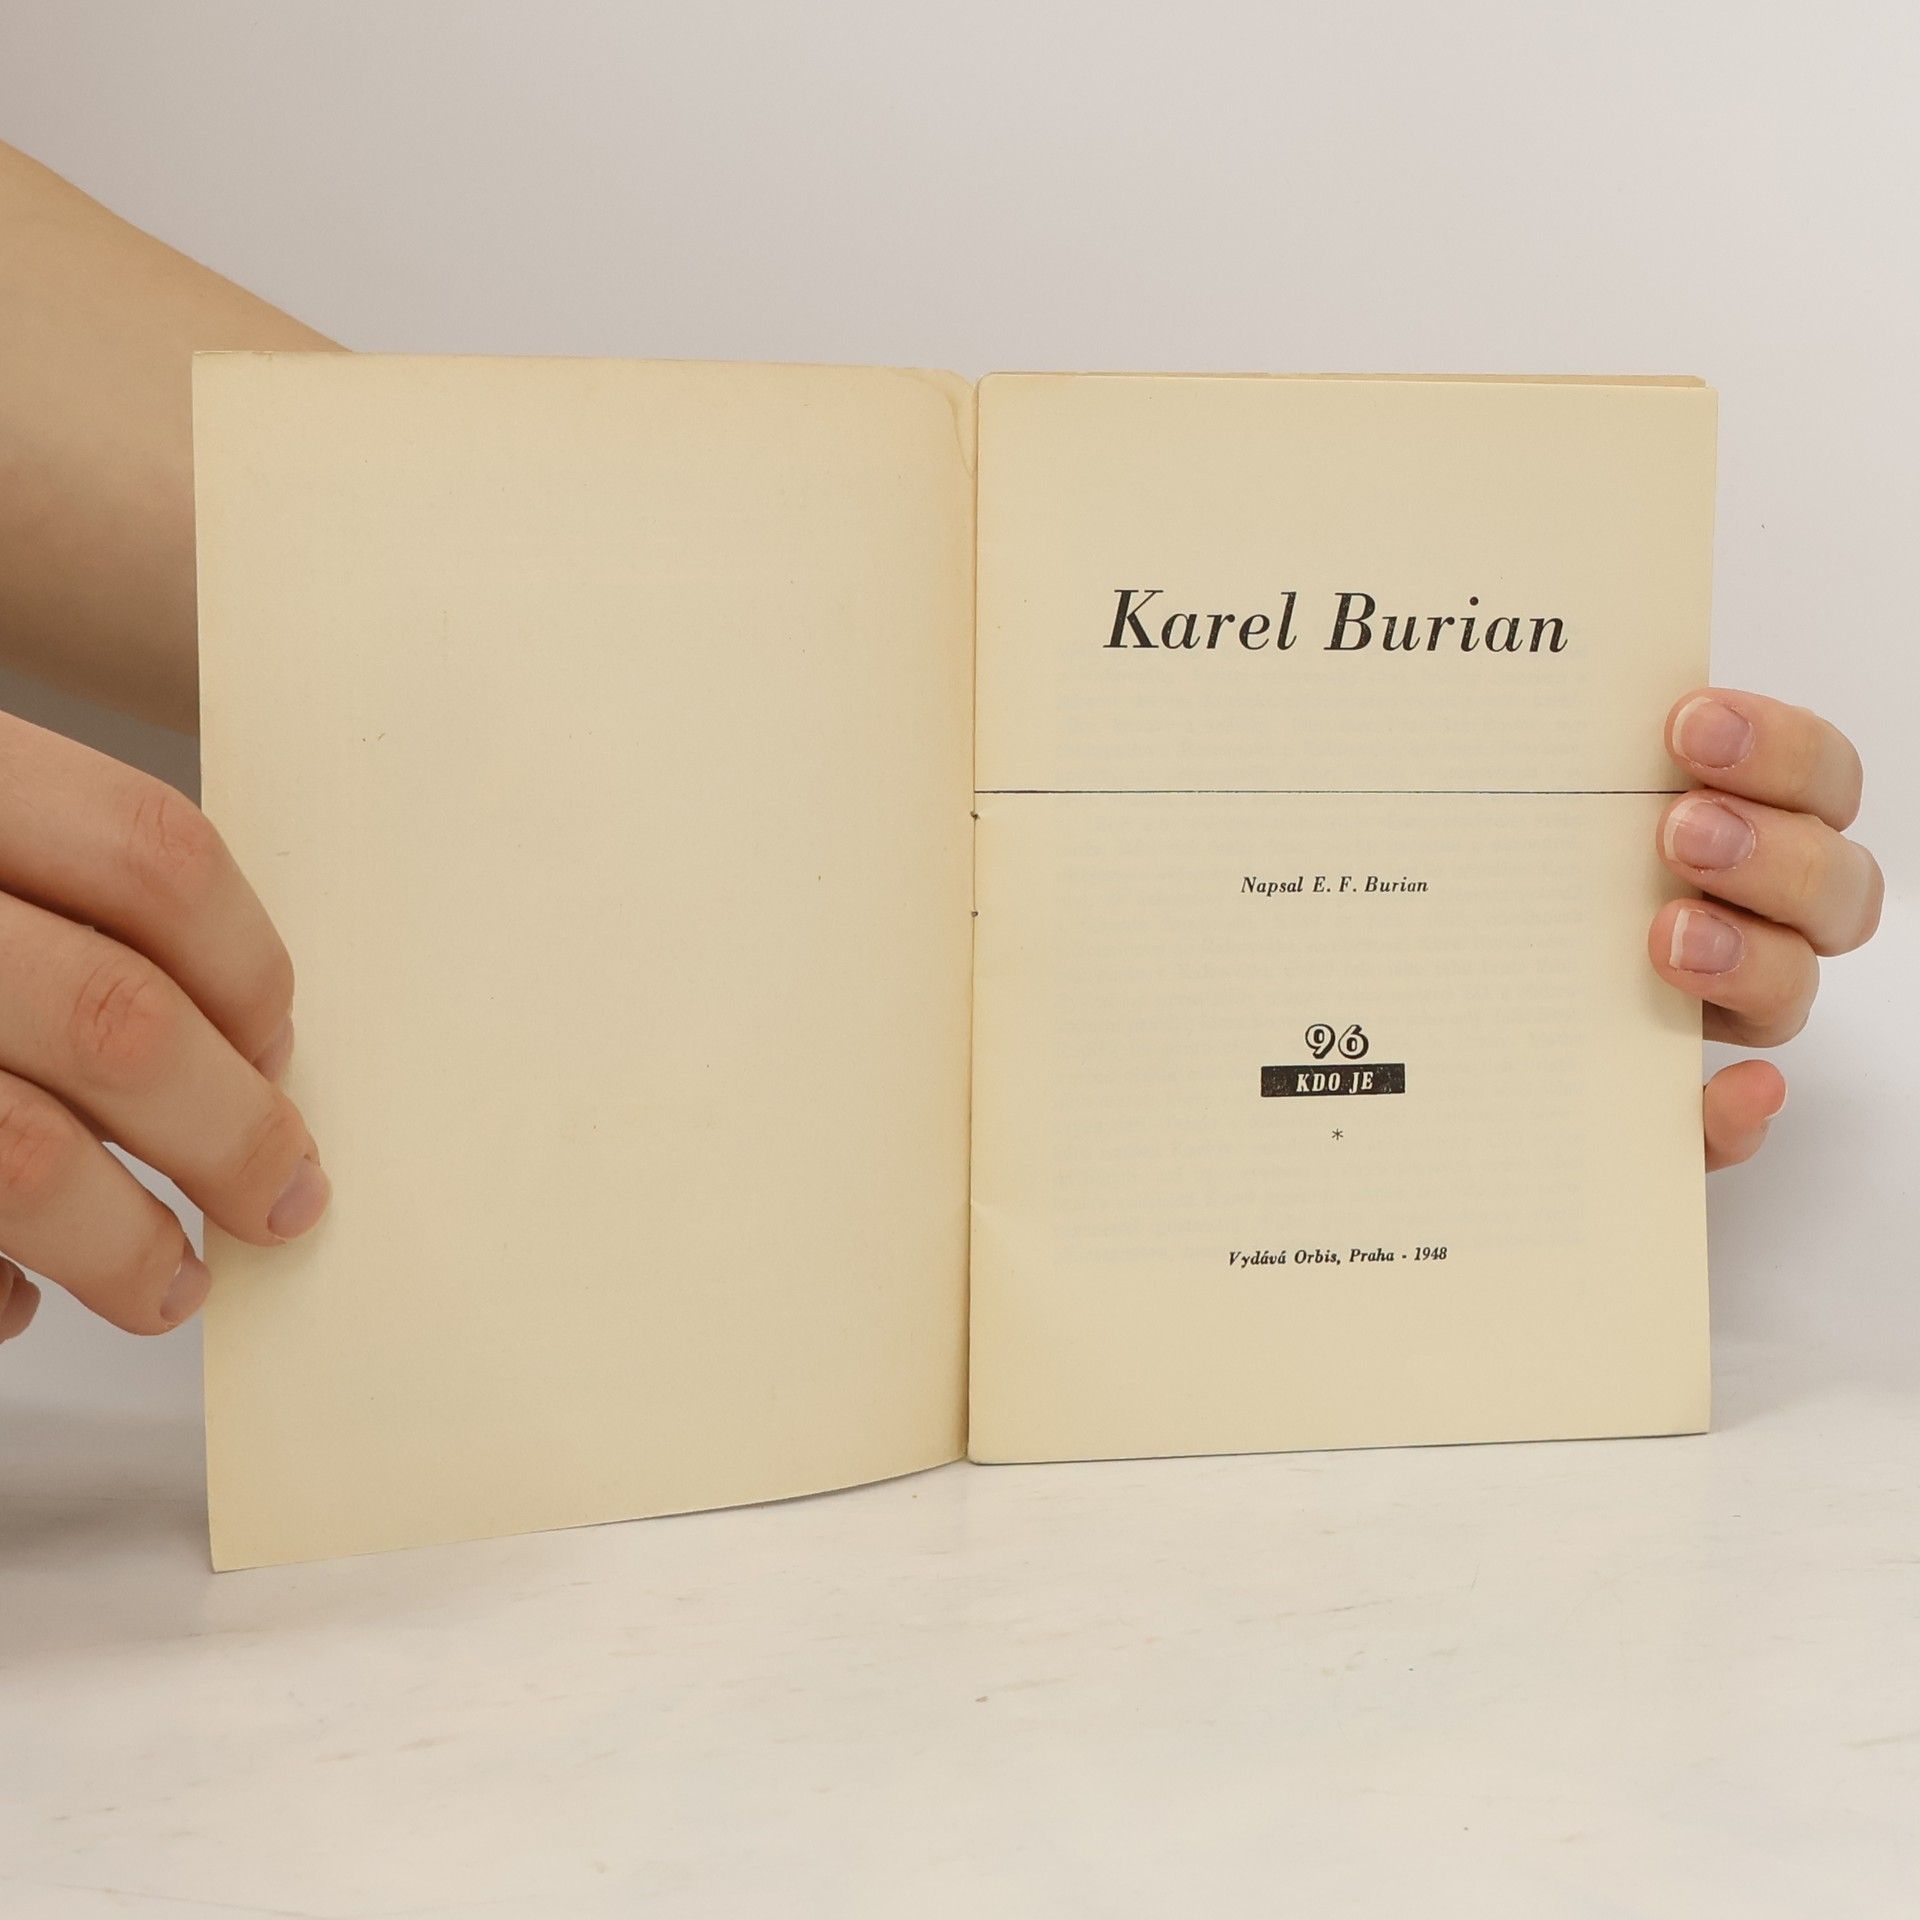 Karel Burian
Napsal E. F. Burian
96
KDO JE
*
Vydává Orbis, Praha - 1948